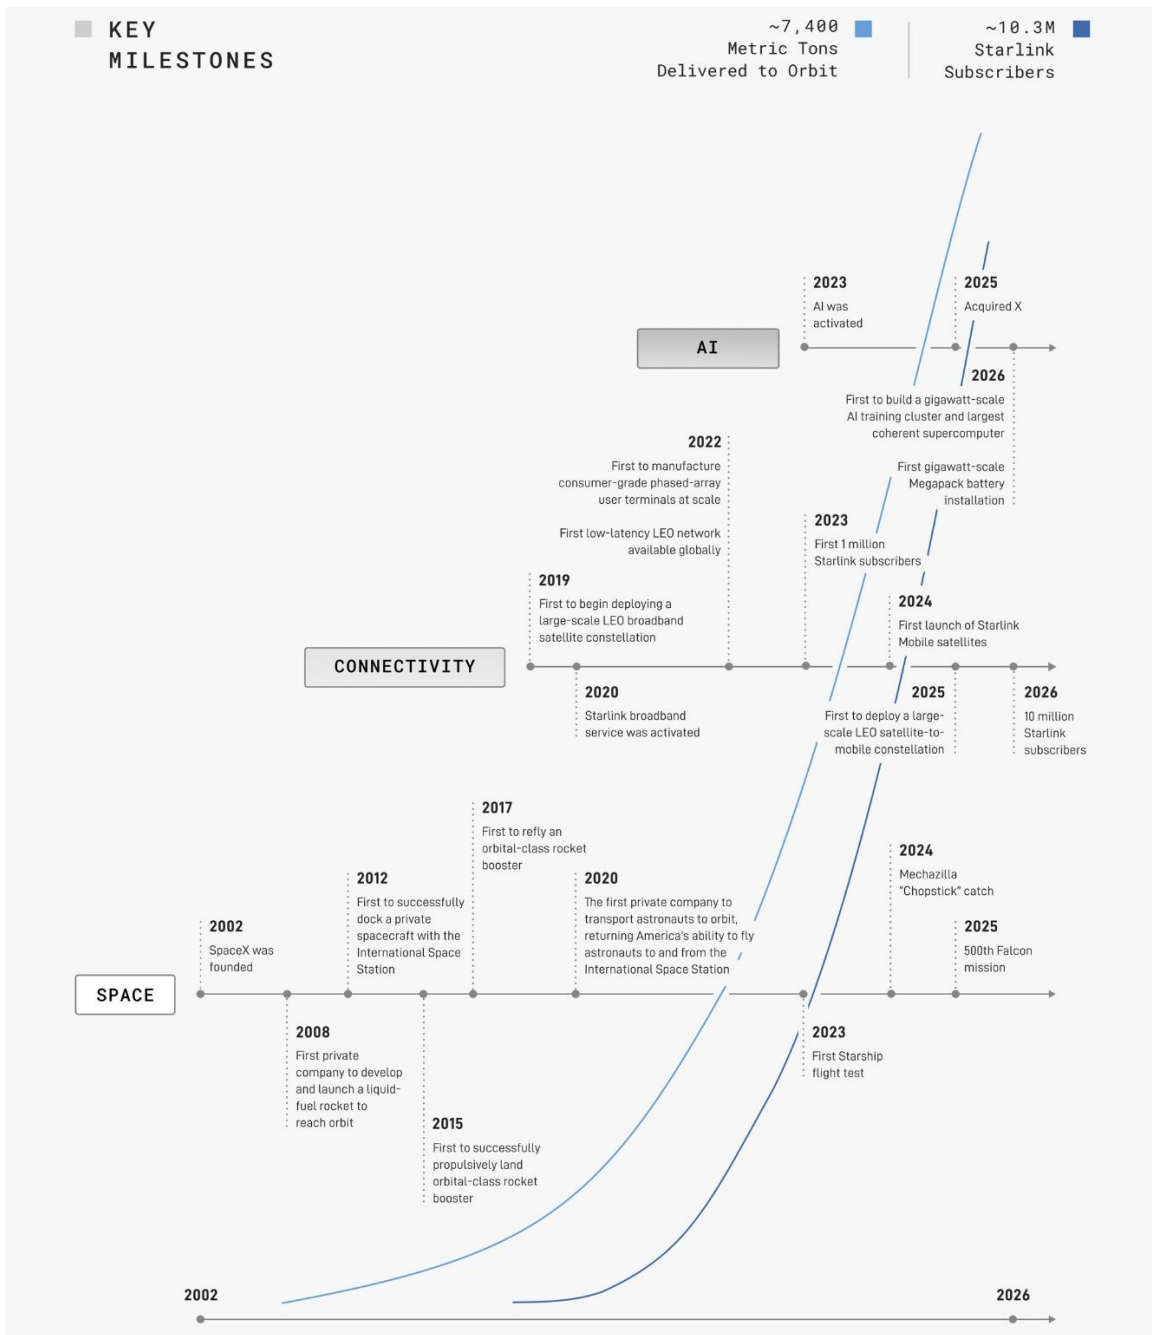 KEY
MILESTONES
~7,400
Metric Tons
Delivered to Orbit
~10.3M
Starlink
Subscribers
2023
AI was
activated
2025
Acquired X
AI
2026
First to build a gigawatt-scale
AI training cluster and largest
coherent supercomputer
First gigawatt-scale
Megapack battery
installation
2022
First to manufacture
consumer-grade phased-array
user terminals at scale
First low-latency LEO network
available globally
2023
First 1 million
Starlink subscribers
2019
First to begin deploying a
large-scale LEO broadband
satellite constellation
2024
First launch of Starlink
Mobile satellites
CONNECTIVITY
2020
Starlink broadband
service was activated
2025
First to deploy a large-
scale LEO satellite-to-
mobile constellation
2026
10 million
Starlink
subscribers
2017
First to refly an
orbital-class rocket
booster
2012
First to successfully
dock a private
spacecraft with the
International Space
Station
2020
The first private company to
transport astronauts to orbit,
returning America's ability to fly
astronauts to and from the
International Space Station
2024
Mechazilla
"Chopstick" catch
2002
SpaceX was
founded
2025
500th Falcon
mission
SPACE
2008
First private
company to develop
and launch a liquid-
fuel rocket to
reach orbit
2015
First to successfully
propulsively land
orbital-class rocket
booster
2023
First Starship
flight test
2002
2026